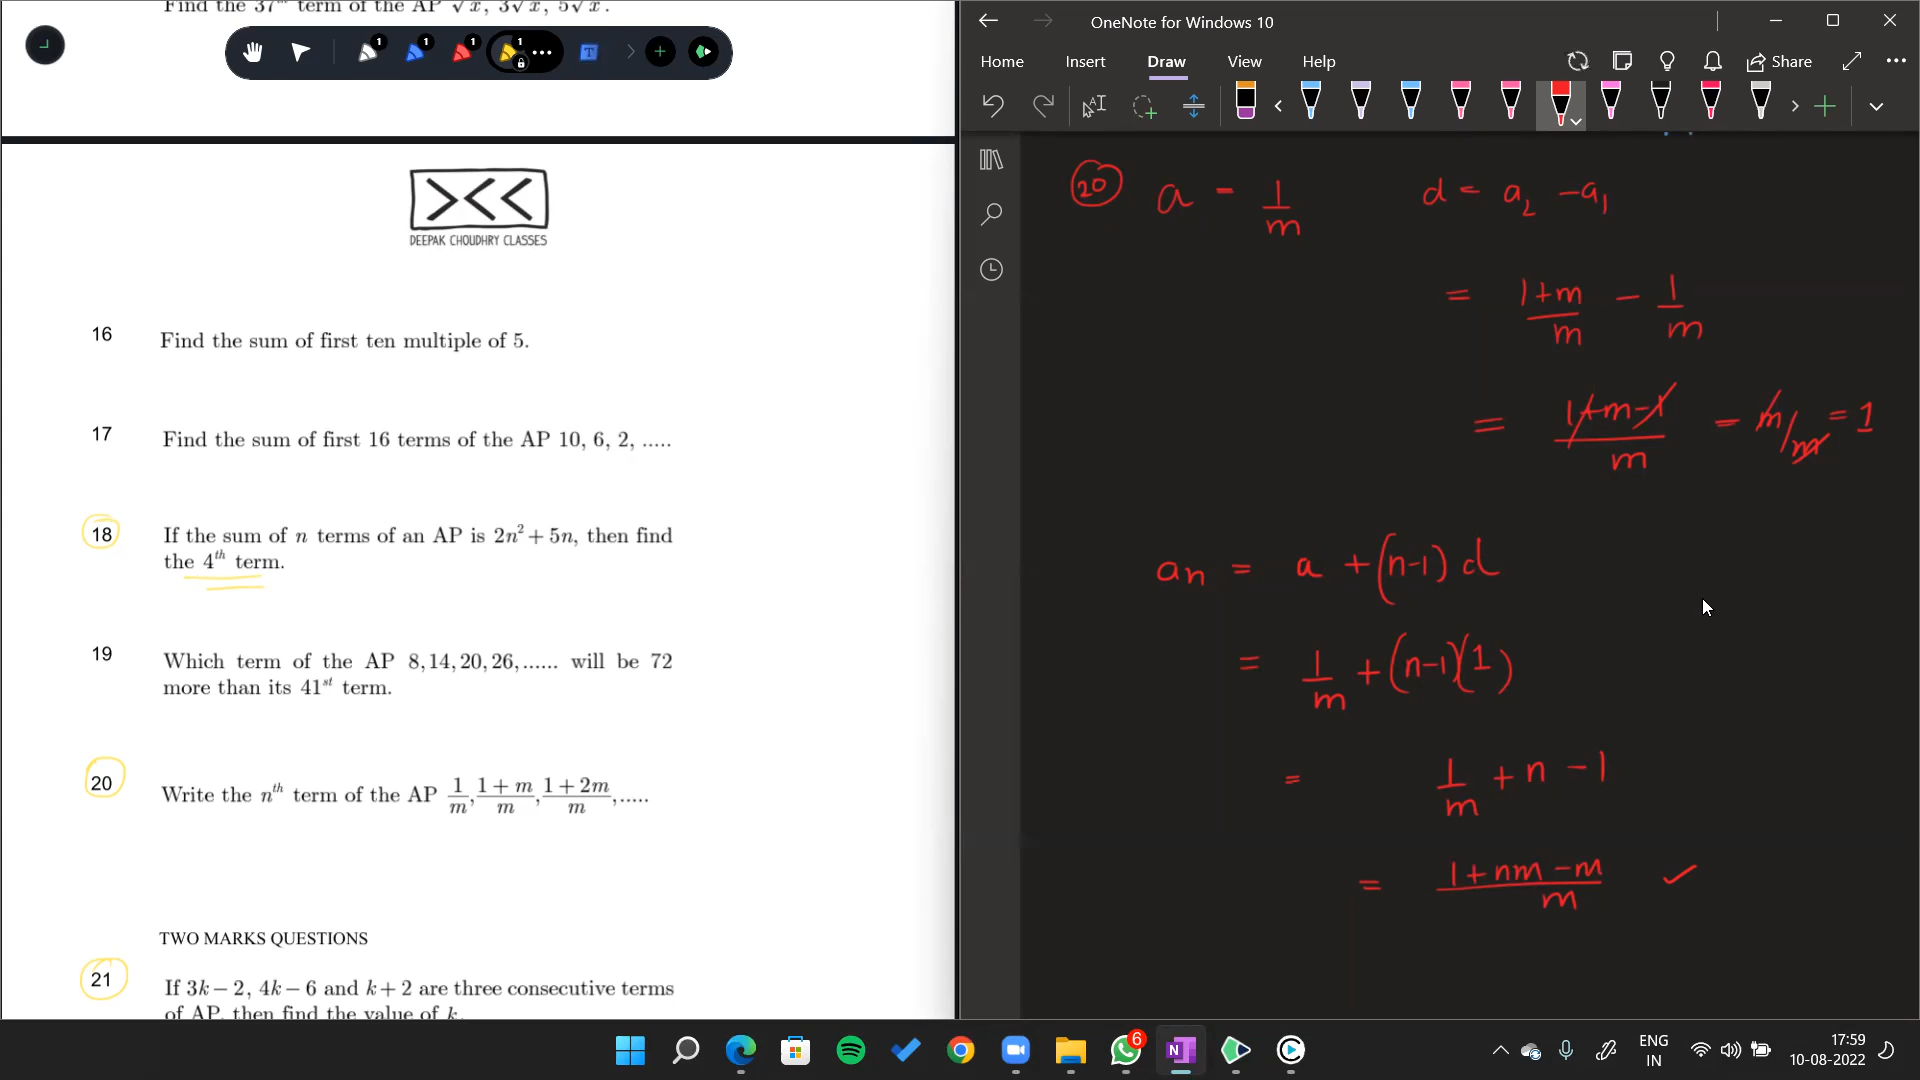 Find the 37th term of the AP √x, 3√x, 5√x.
1 1 1 1
T
DEEPAK CHOUDHRY CLASSES
16 Find the sum of first ten multiple of 5.
17 Find the sum of first 16 terms of the AP 10, 6, 2, .....
18 If the sum of n terms of an AP is 2n² + 5n, then find
the 4th term.
19 Which term of the AP 8, 14, 20, 26, ...... will be 72
more than its 41st term.
20 Write the nth term of the AP 1/m, 1+m/m, 1+2m/m, .....
TWO MARKS QUESTIONS
21 If 3k − 2, 4k − 6 and k + 2 are three consecutive terms
of AP, then find the value of k.
OneNote for Windows 10
Home Insert Draw View Help Share
20 a = 1/m d = a₂ − a₁
= 1+m/m − 1/m
= 1+m−1/m = m/m = 1
an = a + (n−1) d
= 1/m + (n−1)(1)
= 1/m + n − 1
= 1+nm−m/m ✓
6
N
ENG
IN
17:59
10-08-2022